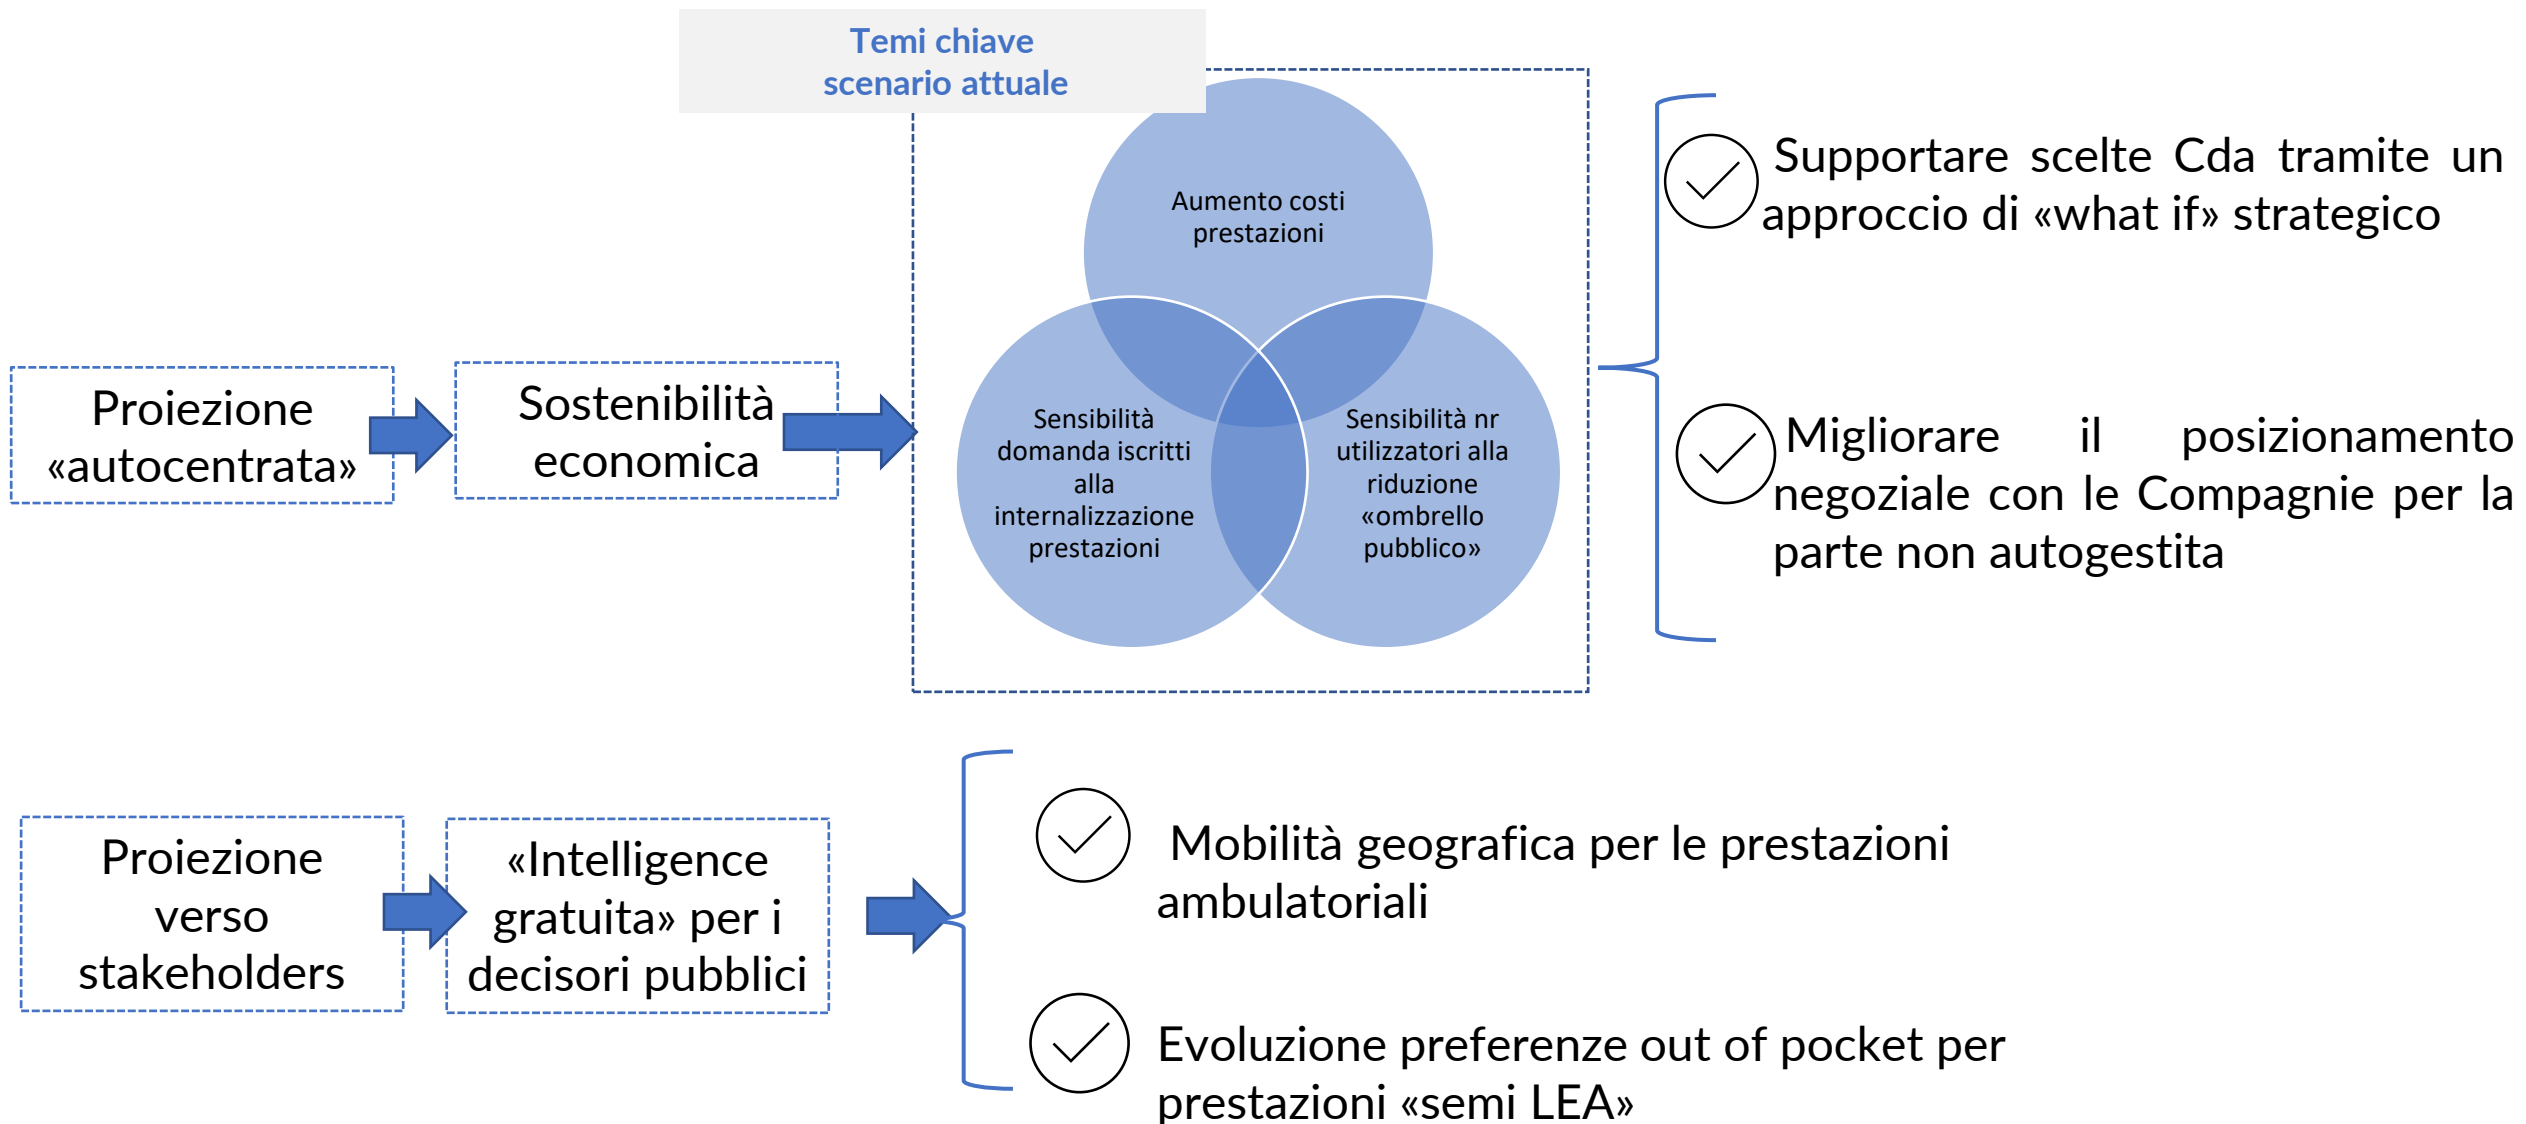 Temi chiave
scenario attuale
Proiezione
«autocentrata»
Sostenibilità
economica
Aumento costi
prestazioni
Sensibilità
domanda iscritti
alla
internalizzazione
prestazioni
Sensibilità nr
utilizzatori alla
riduzione
«ombrello
pubblico»
Supportare scelte Cda tramite un
approccio di «what if» strategico
Migliorare il posizionamento
negoziale con le Compagnie per la
parte non autogestita
Proiezione
verso
stakeholders
«Intelligence
gratuita» per i
decisori pubblici
Mobilità geografica per le prestazioni
ambulatoriali
Evoluzione preferenze out of pocket per
prestazioni «semi LEA»